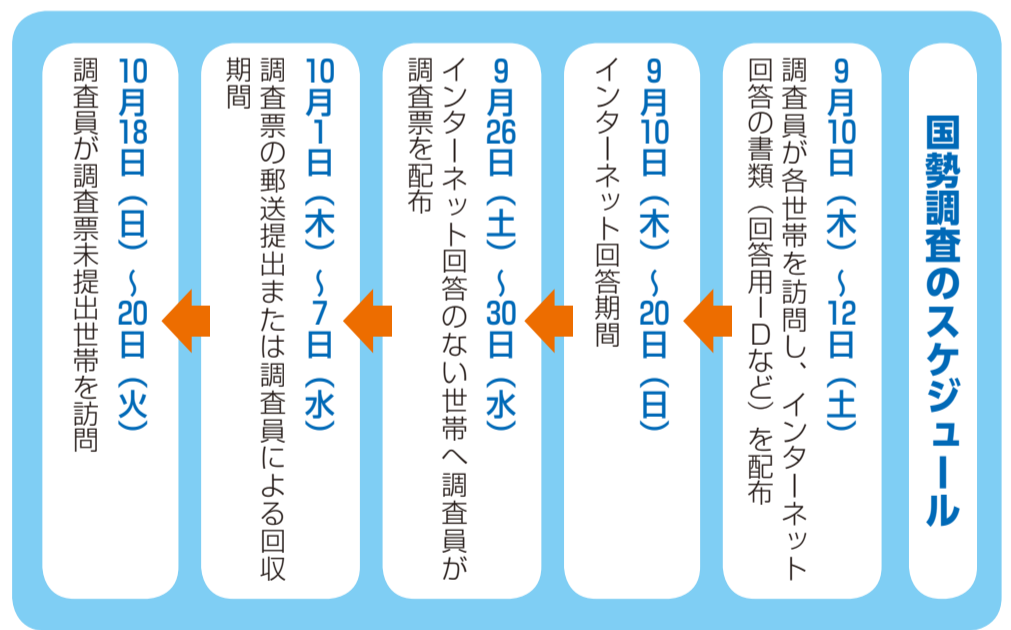 国勢調査のスケジュール
9月10日（木）～12日（土）
調査員が各世帯を訪問し、インターネット
回答の書類（回答用IDなど）を配布
9月10日（木）～20日（日）
インターネット回答期間
9月26日（土）～30日（水）
インターネット回答のない世帯へ調査員が
調査票を配布
10月1日（木）～7日（水）
調査票の郵送提出または調査員による回収
期間
10月18日（日）～20日（火）
調査員が調査票未提出世帯を訪問